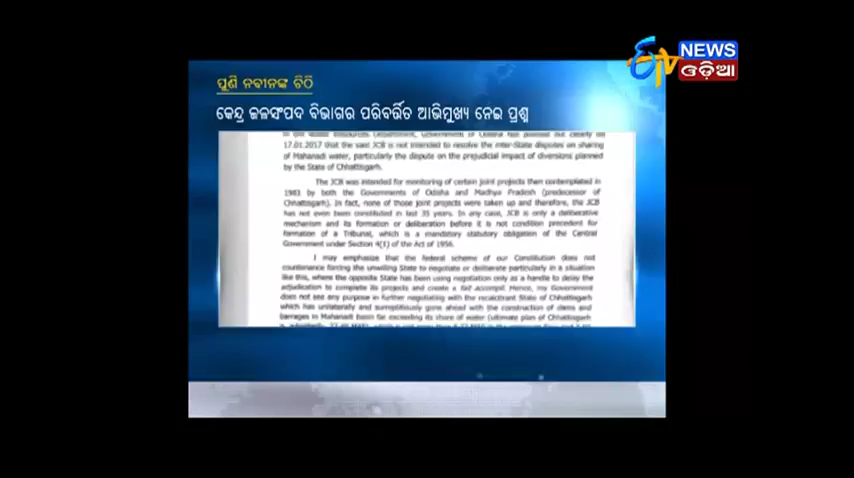 ETV NEWS
ଓଡ଼ିଆ
ପୁଣି ନବୀନଙ୍କ ଚିଠି
କେନ୍ଦ୍ର ଜଳସଂପଦ ବିଭାଗର ପରିବର୍ତ୍ତିତ ଆଭିମୁଖ୍ୟ ନେଇ ପ୍ରଶ୍ନ
17.01.2017 that the said JCB is not intended to resolve the inter-State disputes on sharing
of Mahanadi water, particularly the dispute on the prejudicial impact of diversions planned
by the State of Chhattisgarh.
The JCB was intended for monitoring of certain joint projects then contemplated in
1983 by both the Governments of Odisha and Madhya Pradesh (predecessor of
Chhattisgarh). In fact, none of those joint projects were taken up and therefore, the JCB
has not even been constituted in last 35 years. In any case, JCB is only a deliberative
mechanism and its formation or deliberation before it is not condition precedent for
formation of a Tribunal, which is a mandatory statutory obligation of the Central
Government under Section 4(1) of the Act of 1956.
I may emphasize that the federal scheme of our Constitution does not
countenance forcing the unwilling State to negotiate or deliberate particularly in a situation
like this, where the opposite State has been using negotiation only as a handle to delay the
adjudication to complete its projects and create a fait accompli. Hence, my Government
does not see any purpose in further negotiating with the recalcitrant State of Chhattisgarh
which has unilaterally and surreptitiously gone ahead with the construction of dams and
barrages in Mahanadi basin far exceeding its share of water (ultimate plan of Chhattisgarh